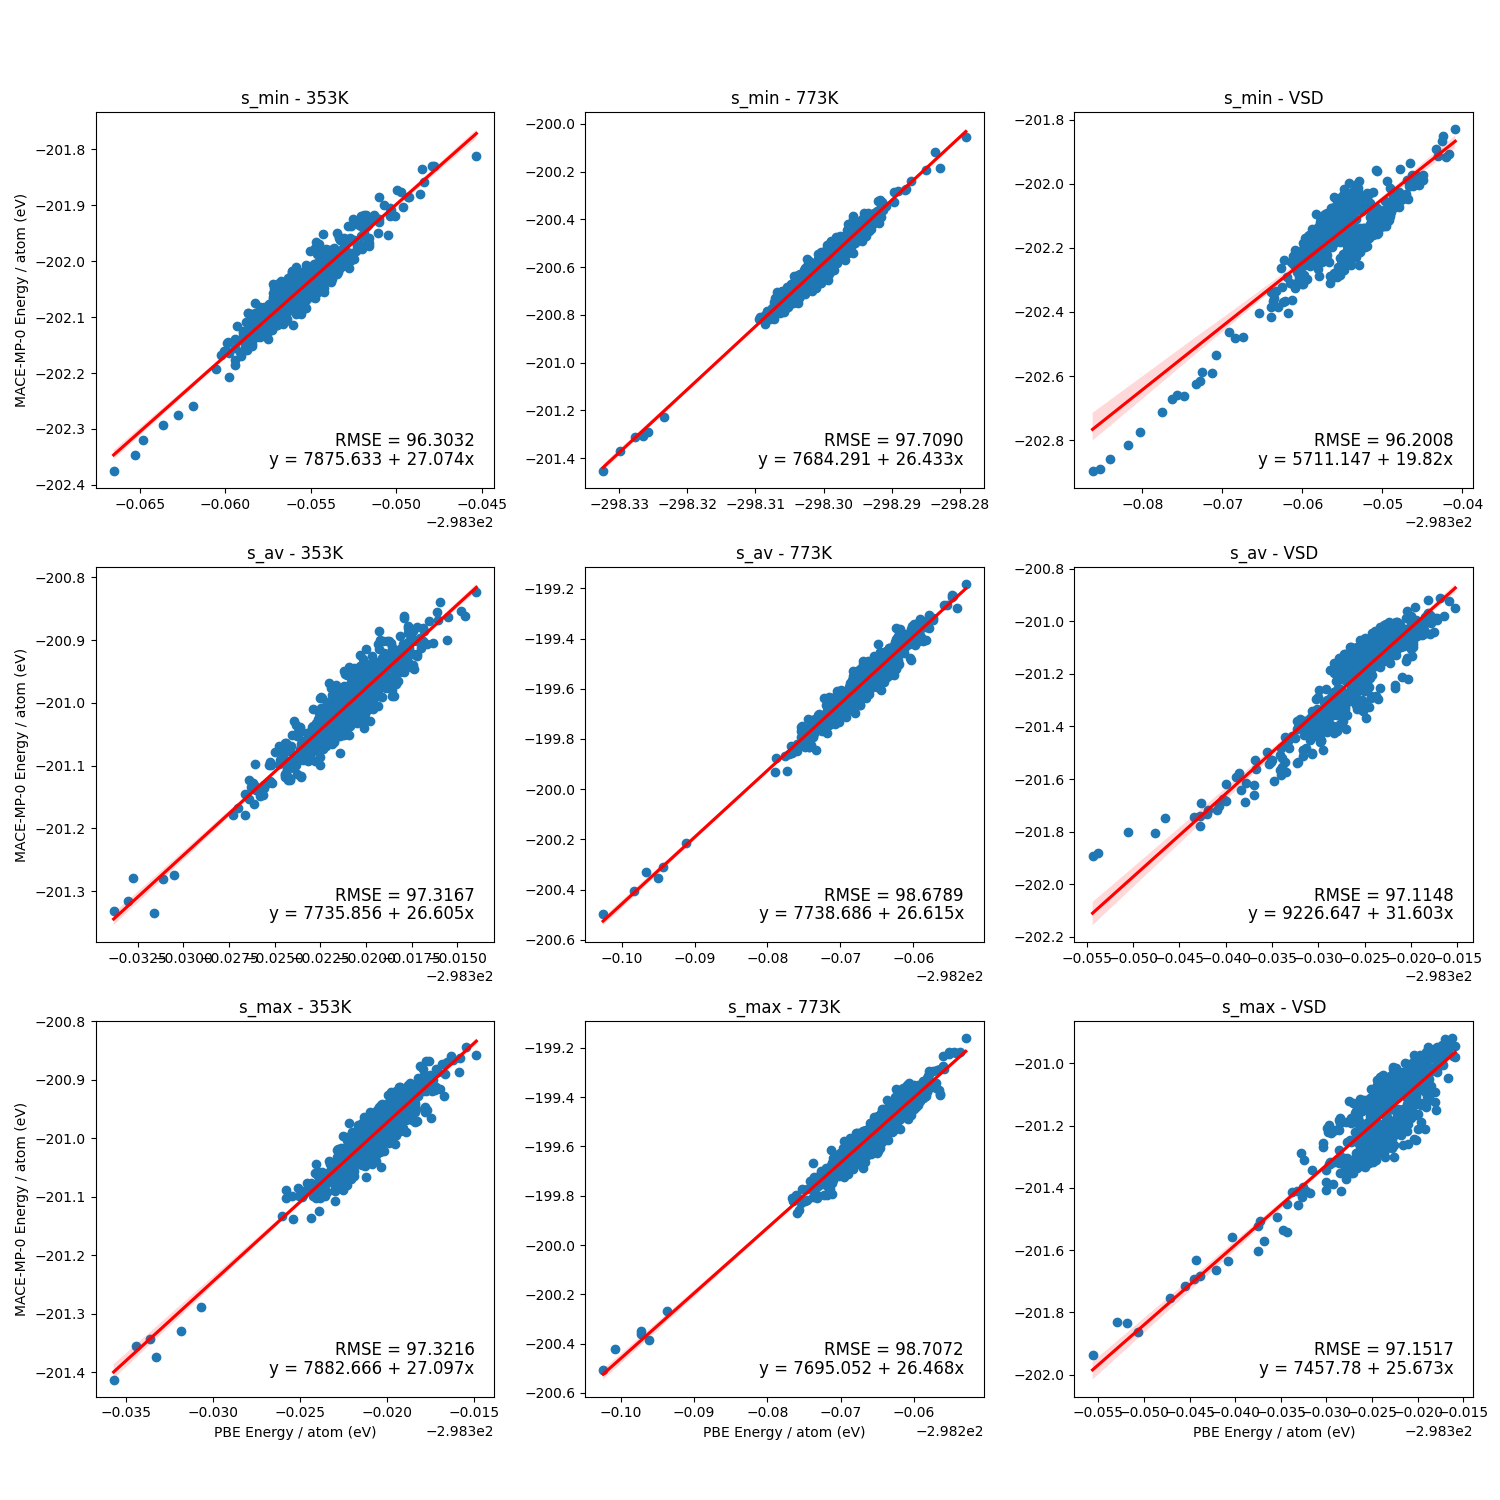 s_min - 353K
s_min - 773K
s_min - VSD
MACE-MP-0 Energy / atom (eV)
−201.8
−201.9
−202.0
−202.1
−202.2
−202.3
−202.4
RMSE = 96.3032
y = 7875.633 + 27.074x
−0.065 −0.060 −0.055 −0.050 −0.045
−2.983e2
−200.0
−200.2
−200.4
−200.6
−200.8
−201.0
−201.2
−201.4
RMSE = 97.7090
y = 7684.291 + 26.433x
−298.33 −298.32 −298.31 −298.30 −298.29 −298.28
−201.8
−202.0
−202.2
−202.4
−202.6
−202.8
RMSE = 96.2008
y = 5711.147 + 19.82x
−0.08 −0.07 −0.06 −0.05 −0.04
−2.983e2
s_av - 353K
s_av - 773K
s_av - VSD
MACE-MP-0 Energy / atom (eV)
−200.8
−200.9
−201.0
−201.1
−201.2
−201.3
RMSE = 97.3167
y = 7735.856 + 26.605x
−0.0325 −0.0300 −0.0275 −0.0250 −0.0225 −0.0200 −0.0175 −0.0150
−2.983e2
−199.2
−199.4
−199.6
−199.8
−200.0
−200.2
−200.4
−200.6
RMSE = 98.6789
y = 7738.686 + 26.615x
−0.10 −0.09 −0.08 −0.07 −0.06
−2.982e2
−200.8
−201.0
−201.2
−201.4
−201.6
−201.8
−202.0
−202.2
RMSE = 97.1148
y = 9226.647 + 31.603x
−0.055 −0.050 −0.045 −0.040 −0.035 −0.030 −0.025 −0.020 −0.015
−2.983e2
s_max - 353K
s_max - 773K
s_max - VSD
MACE-MP-0 Energy / atom (eV)
−200.8
−200.9
−201.0
−201.1
−201.2
−201.3
−201.4
RMSE = 97.3216
y = 7882.666 + 27.097x
−0.035 −0.030 −0.025 −0.020 −0.015
PBE Energy / atom (eV)
−2.983e2
−199.2
−199.4
−199.6
−199.8
−200.0
−200.2
−200.4
−200.6
RMSE = 98.7072
y = 7695.052 + 26.468x
−0.10 −0.09 −0.08 −0.07 −0.06
PBE Energy / atom (eV)
−2.982e2
−201.0
−201.2
−201.4
−201.6
−201.8
−202.0
RMSE = 97.1517
y = 7457.78 + 25.673x
−0.055 −0.050 −0.045 −0.040 −0.035 −0.030 −0.025 −0.020 −0.015
PBE Energy / atom (eV)
−2.983e2